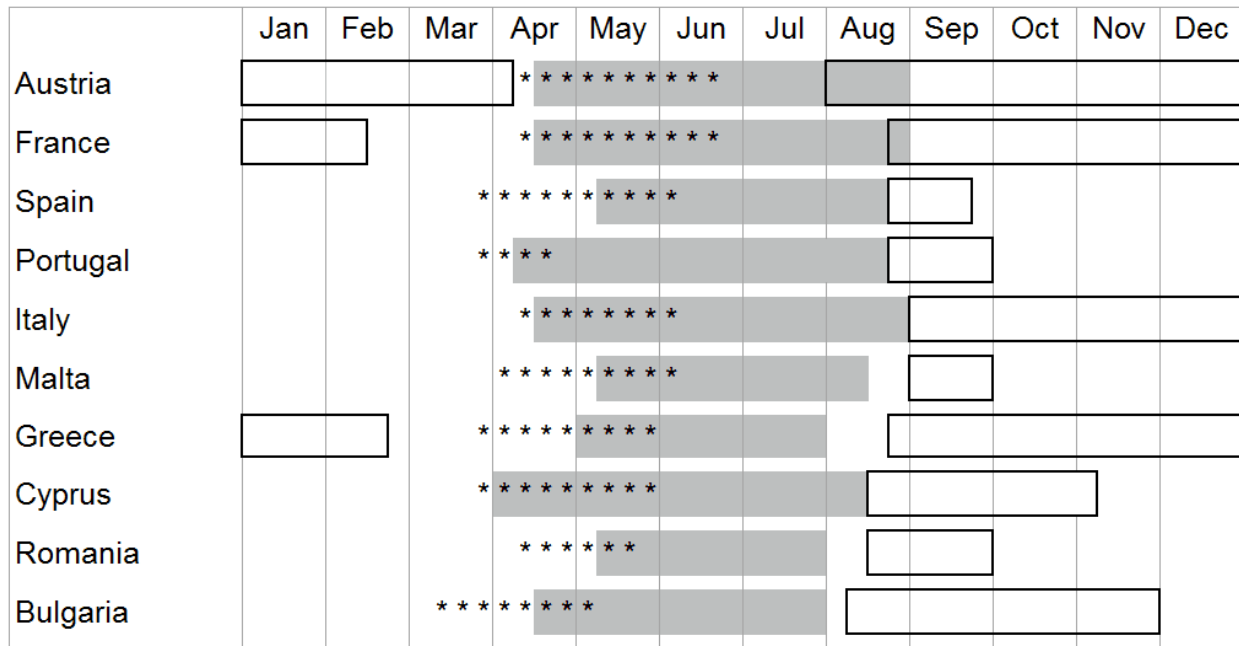 Jan Feb Mar Apr May Jun Jul Aug Sep Oct Nov Dec
Austria * * * * * * * * * *
France * * * * * * * * * *
Spain * * * * * * * * * *
Portugal * * * *
Italy * * * * * * * *
Malta * * * * * * * * *
Greece * * * * * * * * *
Cyprus * * * * * * * * *
Romania * * * * * *
Bulgaria * * * * * * * *